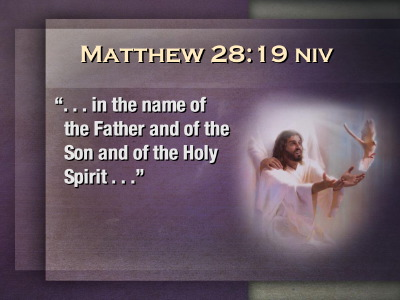 Matthew 28:19 NIV
“. . . in the name of
the Father and of the
Son and of the Holy
Spirit . . .”